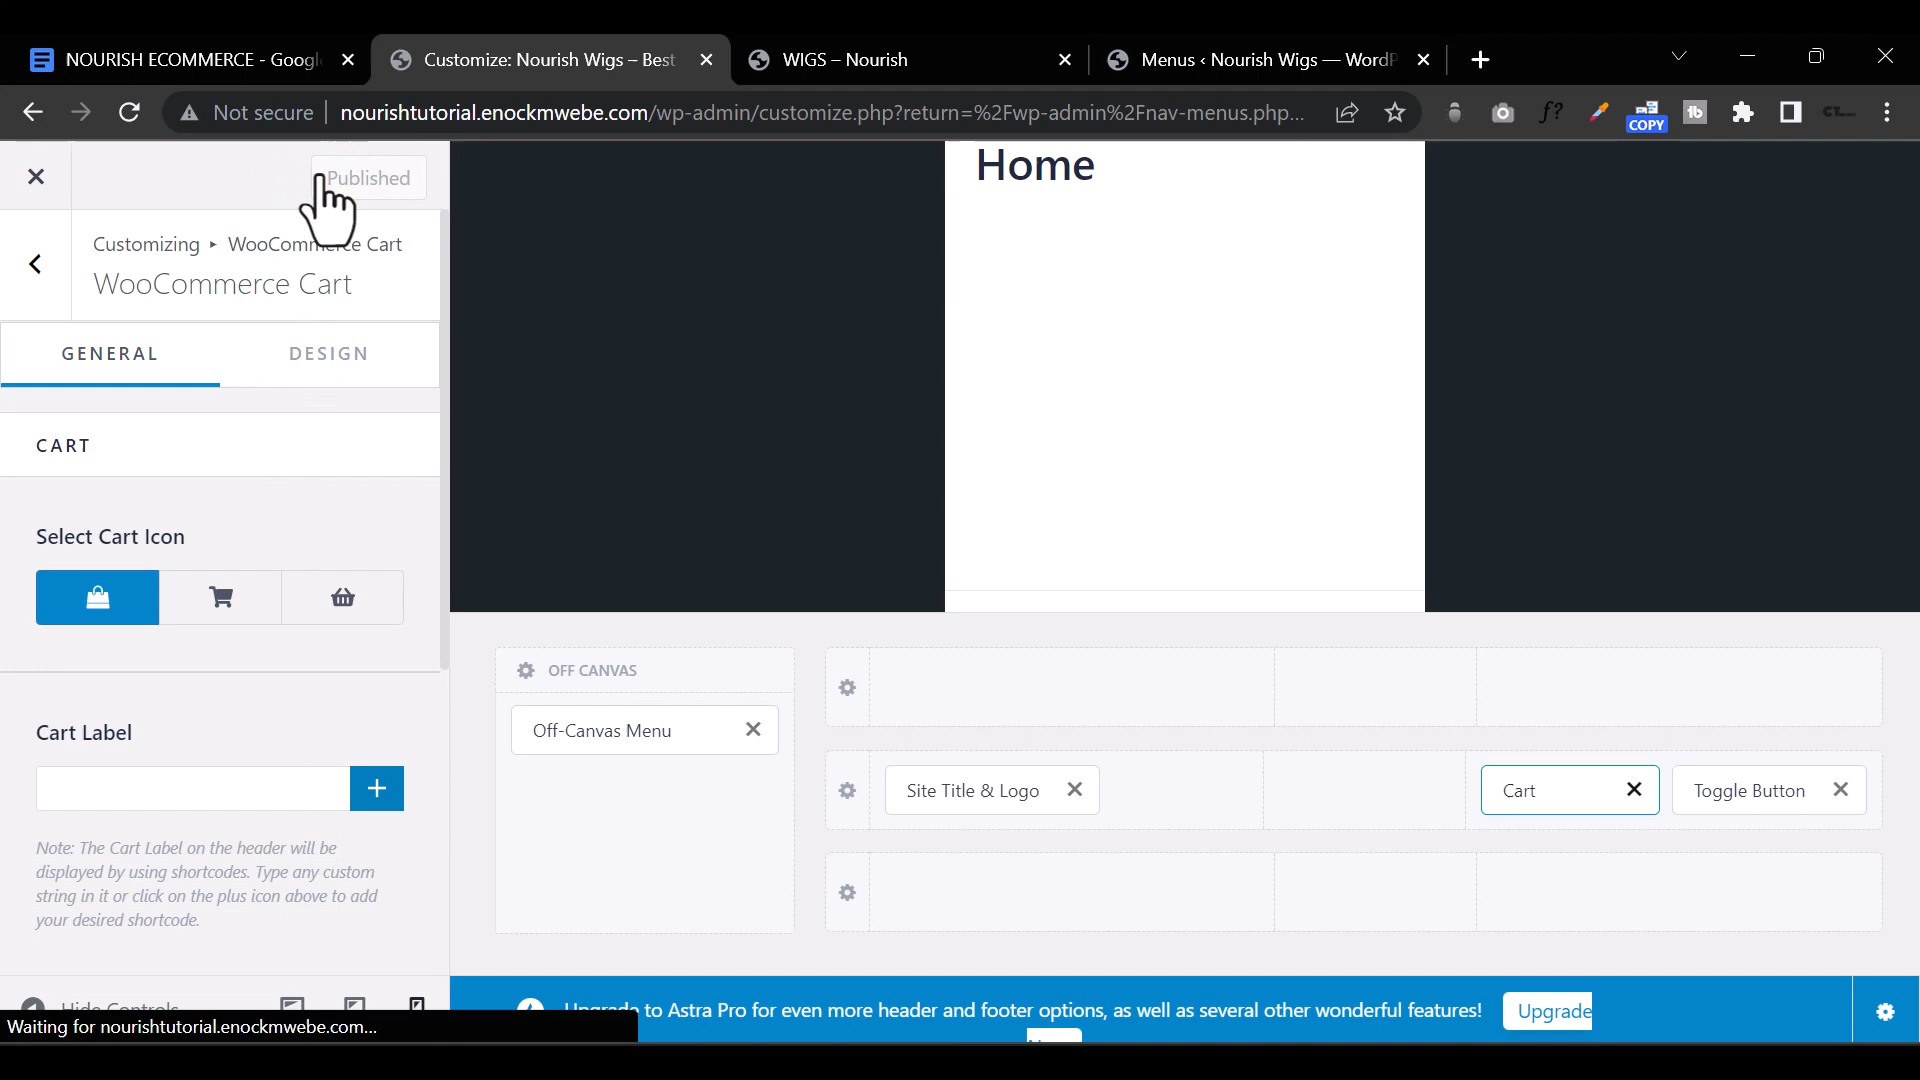 NOURISH ECOMMERCE - Googl
Customize: Nourish Wigs – Best
WIGS – Nourish
Menus ‹ Nourish Wigs — WordP
Not secure
nourishtutorial.enockmwebe.com/wp-admin/customize.php?return=%2Fwp-admin%2Fnav-menus.php...
f?
COPY
tb
Published
Customizing ▸ WooCommerce Cart
WooCommerce Cart
GENERAL
DESIGN
CART
Select Cart Icon
Cart Label
Note: The Cart Label on the header will be
displayed by using shortcodes. Type any custom
string in it or click on the plus icon above to add
your desired shortcode.
Hide Controls
Waiting for nourishtutorial.enockmwebe.com...
Home
OFF CANVAS
Off-Canvas Menu
Site Title & Logo
Cart
Toggle Button
Upgrade to Astra Pro for even more header and footer options, as well as several other wonderful features!
Upgrade